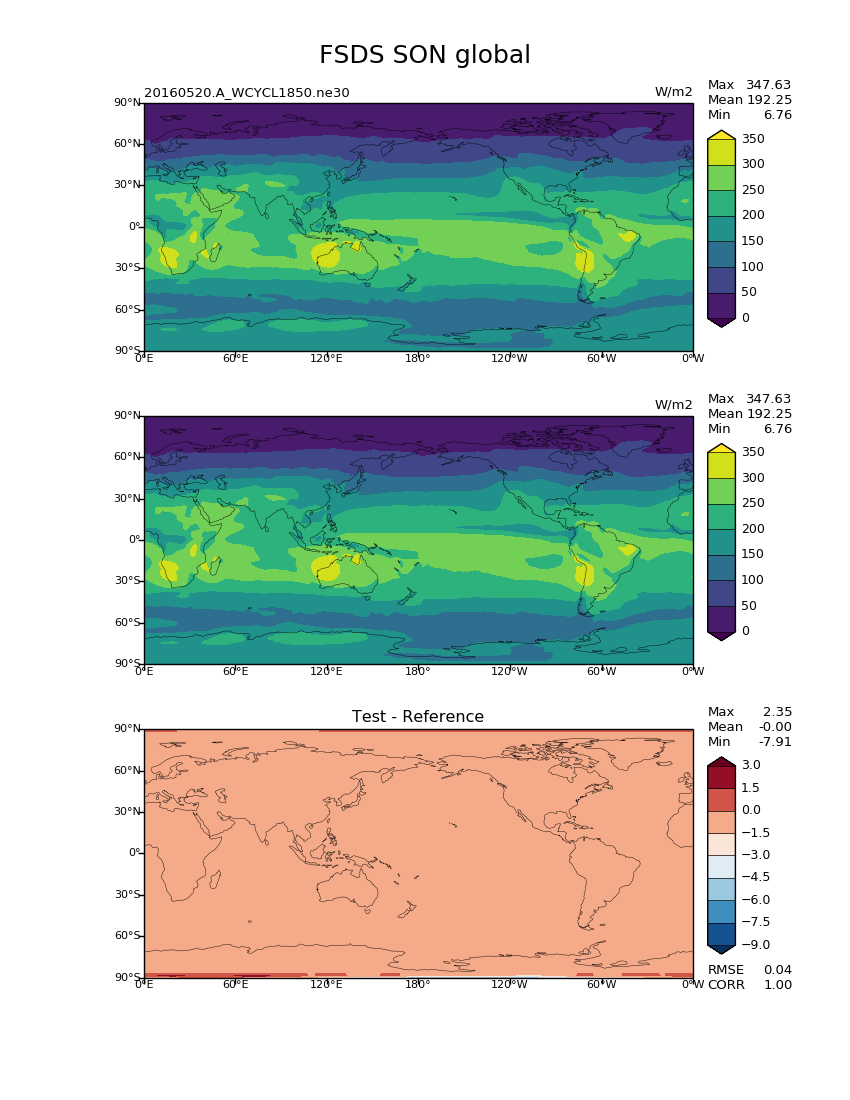 FSDS SON global
20160520.A_WCYCL1850.ne30
W/m2
Max 347.63
Mean 192.25
Min 6.76
90°N
60°N
30°N
0°
30°S
60°S
90°S
0°E 60°E 120°E 180° 120°W 60°W 0°W
350
300
250
200
150
100
50
0
W/m2
Max 347.63
Mean 192.25
Min 6.76
90°N
60°N
30°N
0°
30°S
60°S
90°S
0°E 60°E 120°E 180° 120°W 60°W 0°W
350
300
250
200
150
100
50
0
Test - Reference
Max 2.35
Mean -0.00
Min -7.91
90°N
60°N
30°N
0°
30°S
60°S
90°S
0°E 60°E 120°E 180° 120°W 60°W 0°W
3.0
1.5
0.0
−1.5
−3.0
−4.5
−6.0
−7.5
−9.0
RMSE 0.04
CORR 1.00